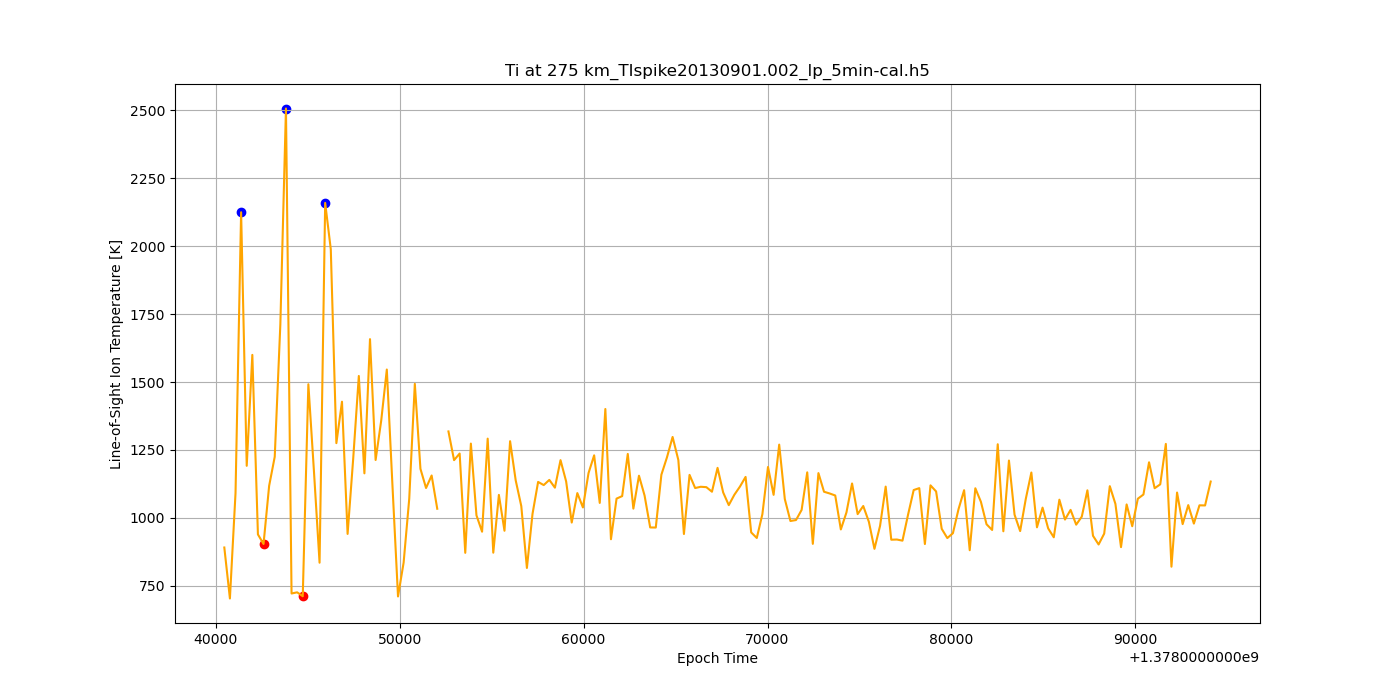 Ti at 275 km_TIspike20130901.002_lp_5min-cal.h5
Line-of-Sight Ion Temperature [K]
2500
2250
2000
1750
1500
1250
1000
750
40000 50000 60000 70000 80000 90000
Epoch Time
+1.3780000000e9